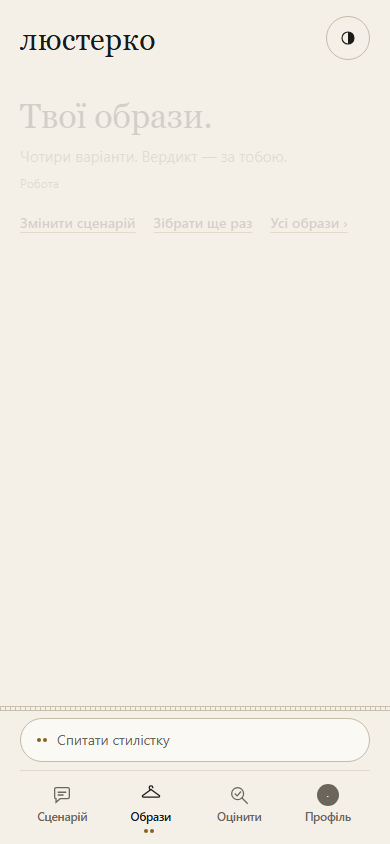 люстерко
Твої образи.
Чотири варіанти. Вердикт — за тобою.
Робота
Змінити сценарій Зібрати ще раз Усі образи ›
Спитати стилістку
Сценарій Образи Оцінити Профіль